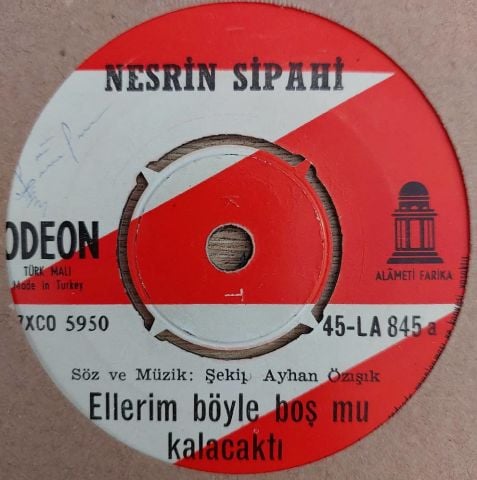 NESRİN SİPAHİ
ODEON
TÜRK MALI
Made in Turkey
ALÂMETİ FARİKA
7XCO 5950
45-LA 845 a
Söz ve Müzik: Şekip Ayhan Özışık
Ellerim böyle boş mu
kalacaktı